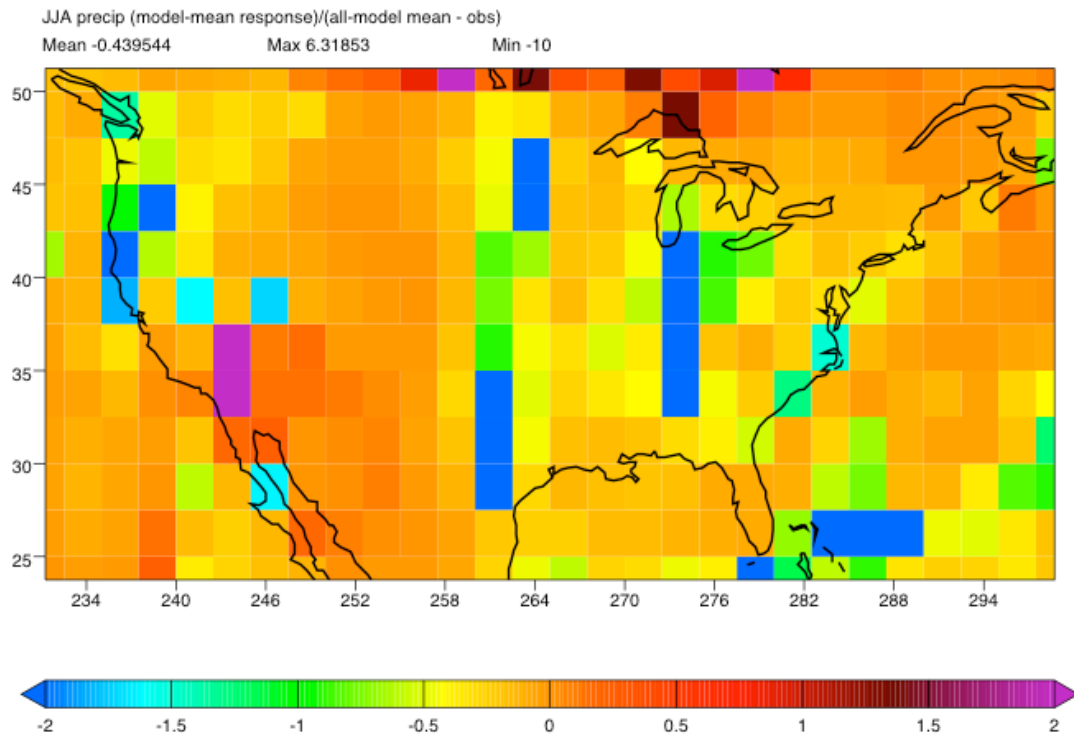 JJA precip (model-mean response)/(all-model mean - obs)
Mean -0.439544 Max 6.31853 Min -10
50
45
40
35
30
25
234 240 246 252 258 264 270 276 282 288 294
-2 -1.5 -1 -0.5 0 0.5 1 1.5 2